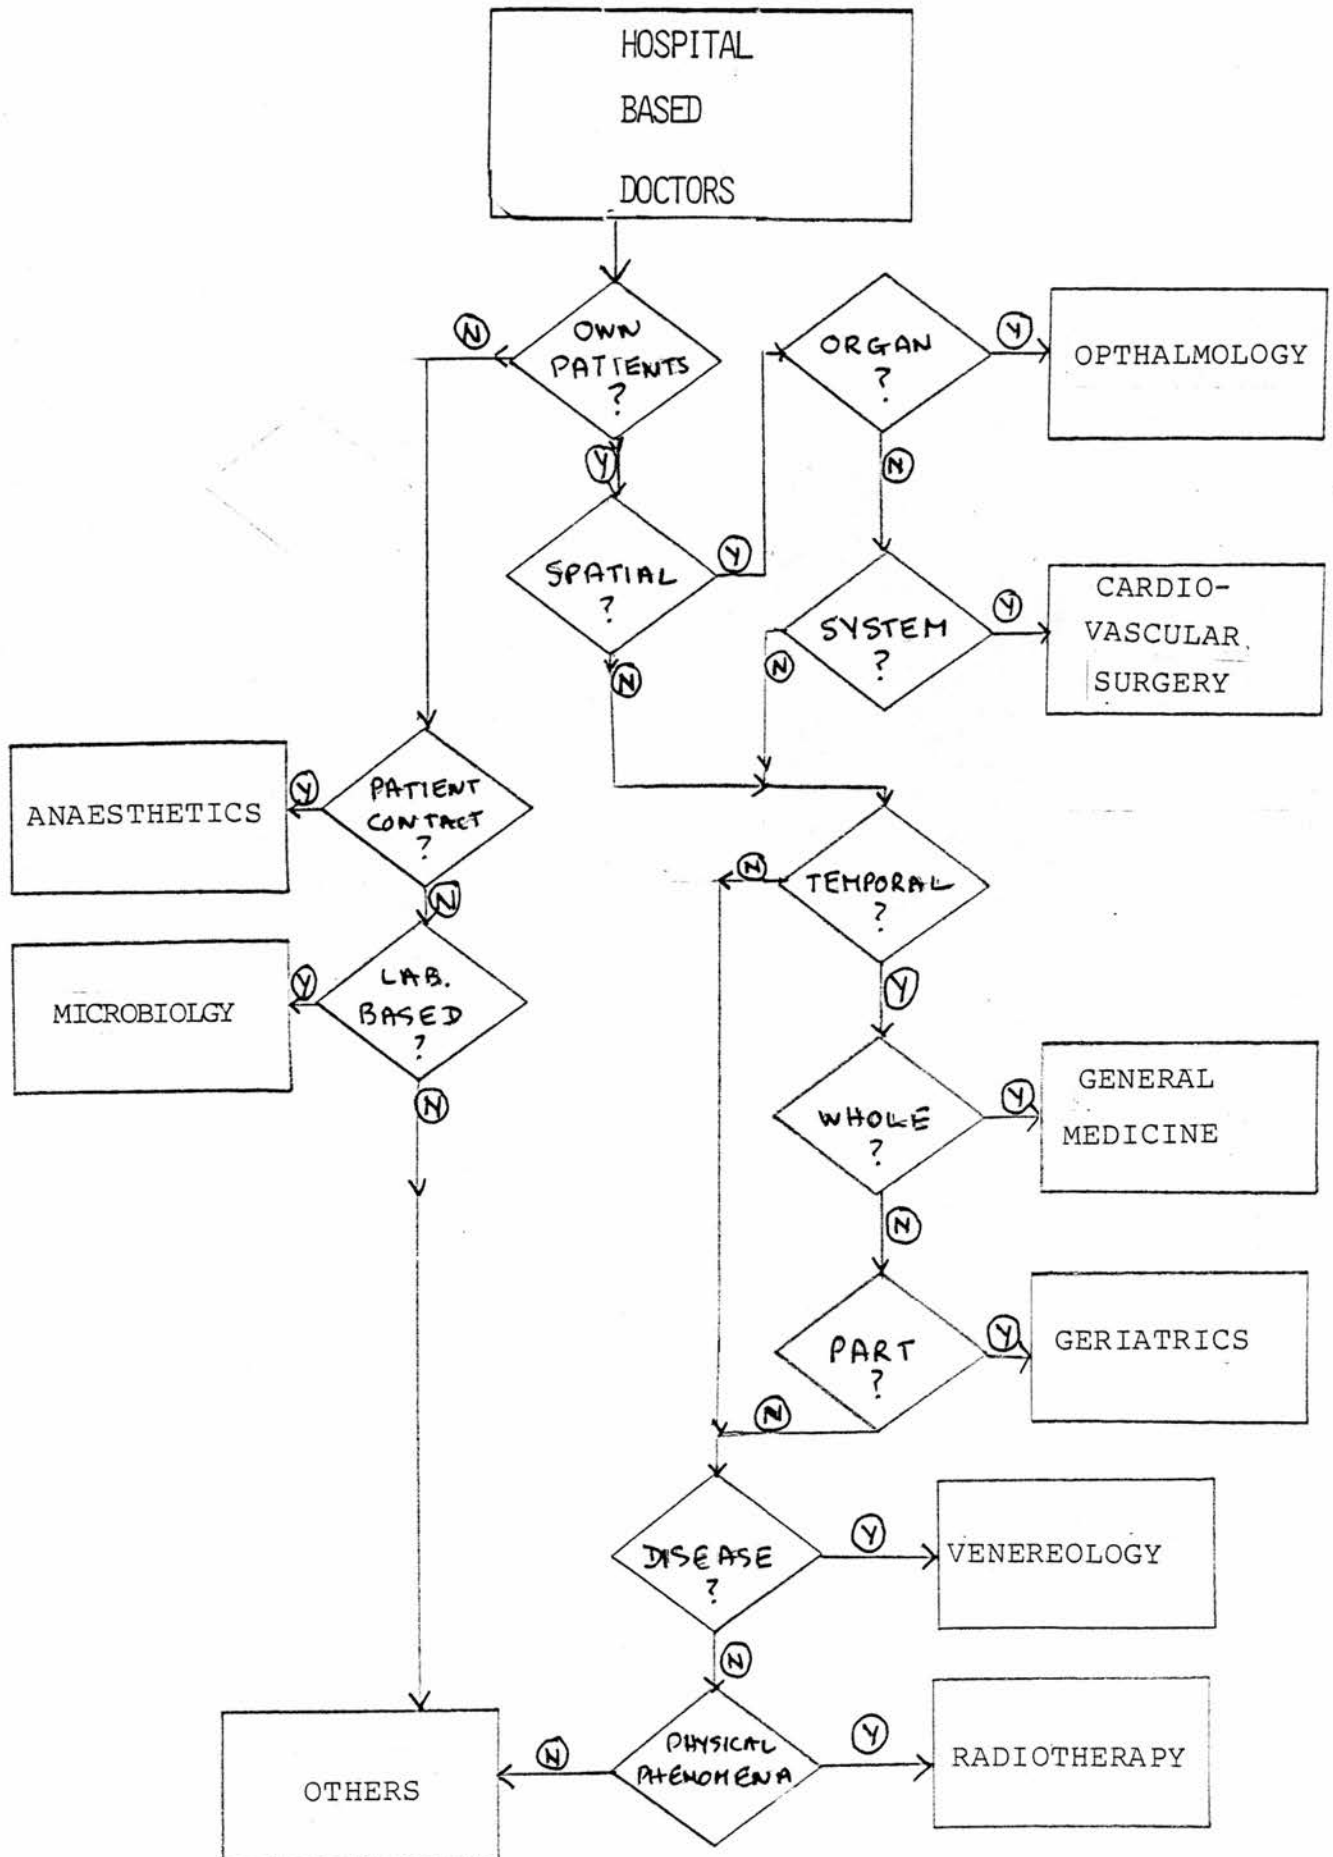 HOSPITAL
BASED
DOCTORS
OWN
PATIENTS
?
N
Y
ORGAN
?
Y
OPTHALMOLOGY
N
SPATIAL
?
Y
N
SYSTEM
?
Y
N
CARDIO-
VASCULAR
SURGERY
PATIENT
CONTACT
?
Y
ANAESTHETICS
N
LAB.
BASED
?
Y
MICROBIOLGY
N
TEMPORAL
?
N
Y
WHOLE
?
Y
GENERAL
MEDICINE
N
PART
?
Y
GERIATRICS
N
DISEASE
?
Y
VENEREOLOGY
N
PHYSICAL
PHENOMENA
Y
RADIOTHERAPY
N
OTHERS